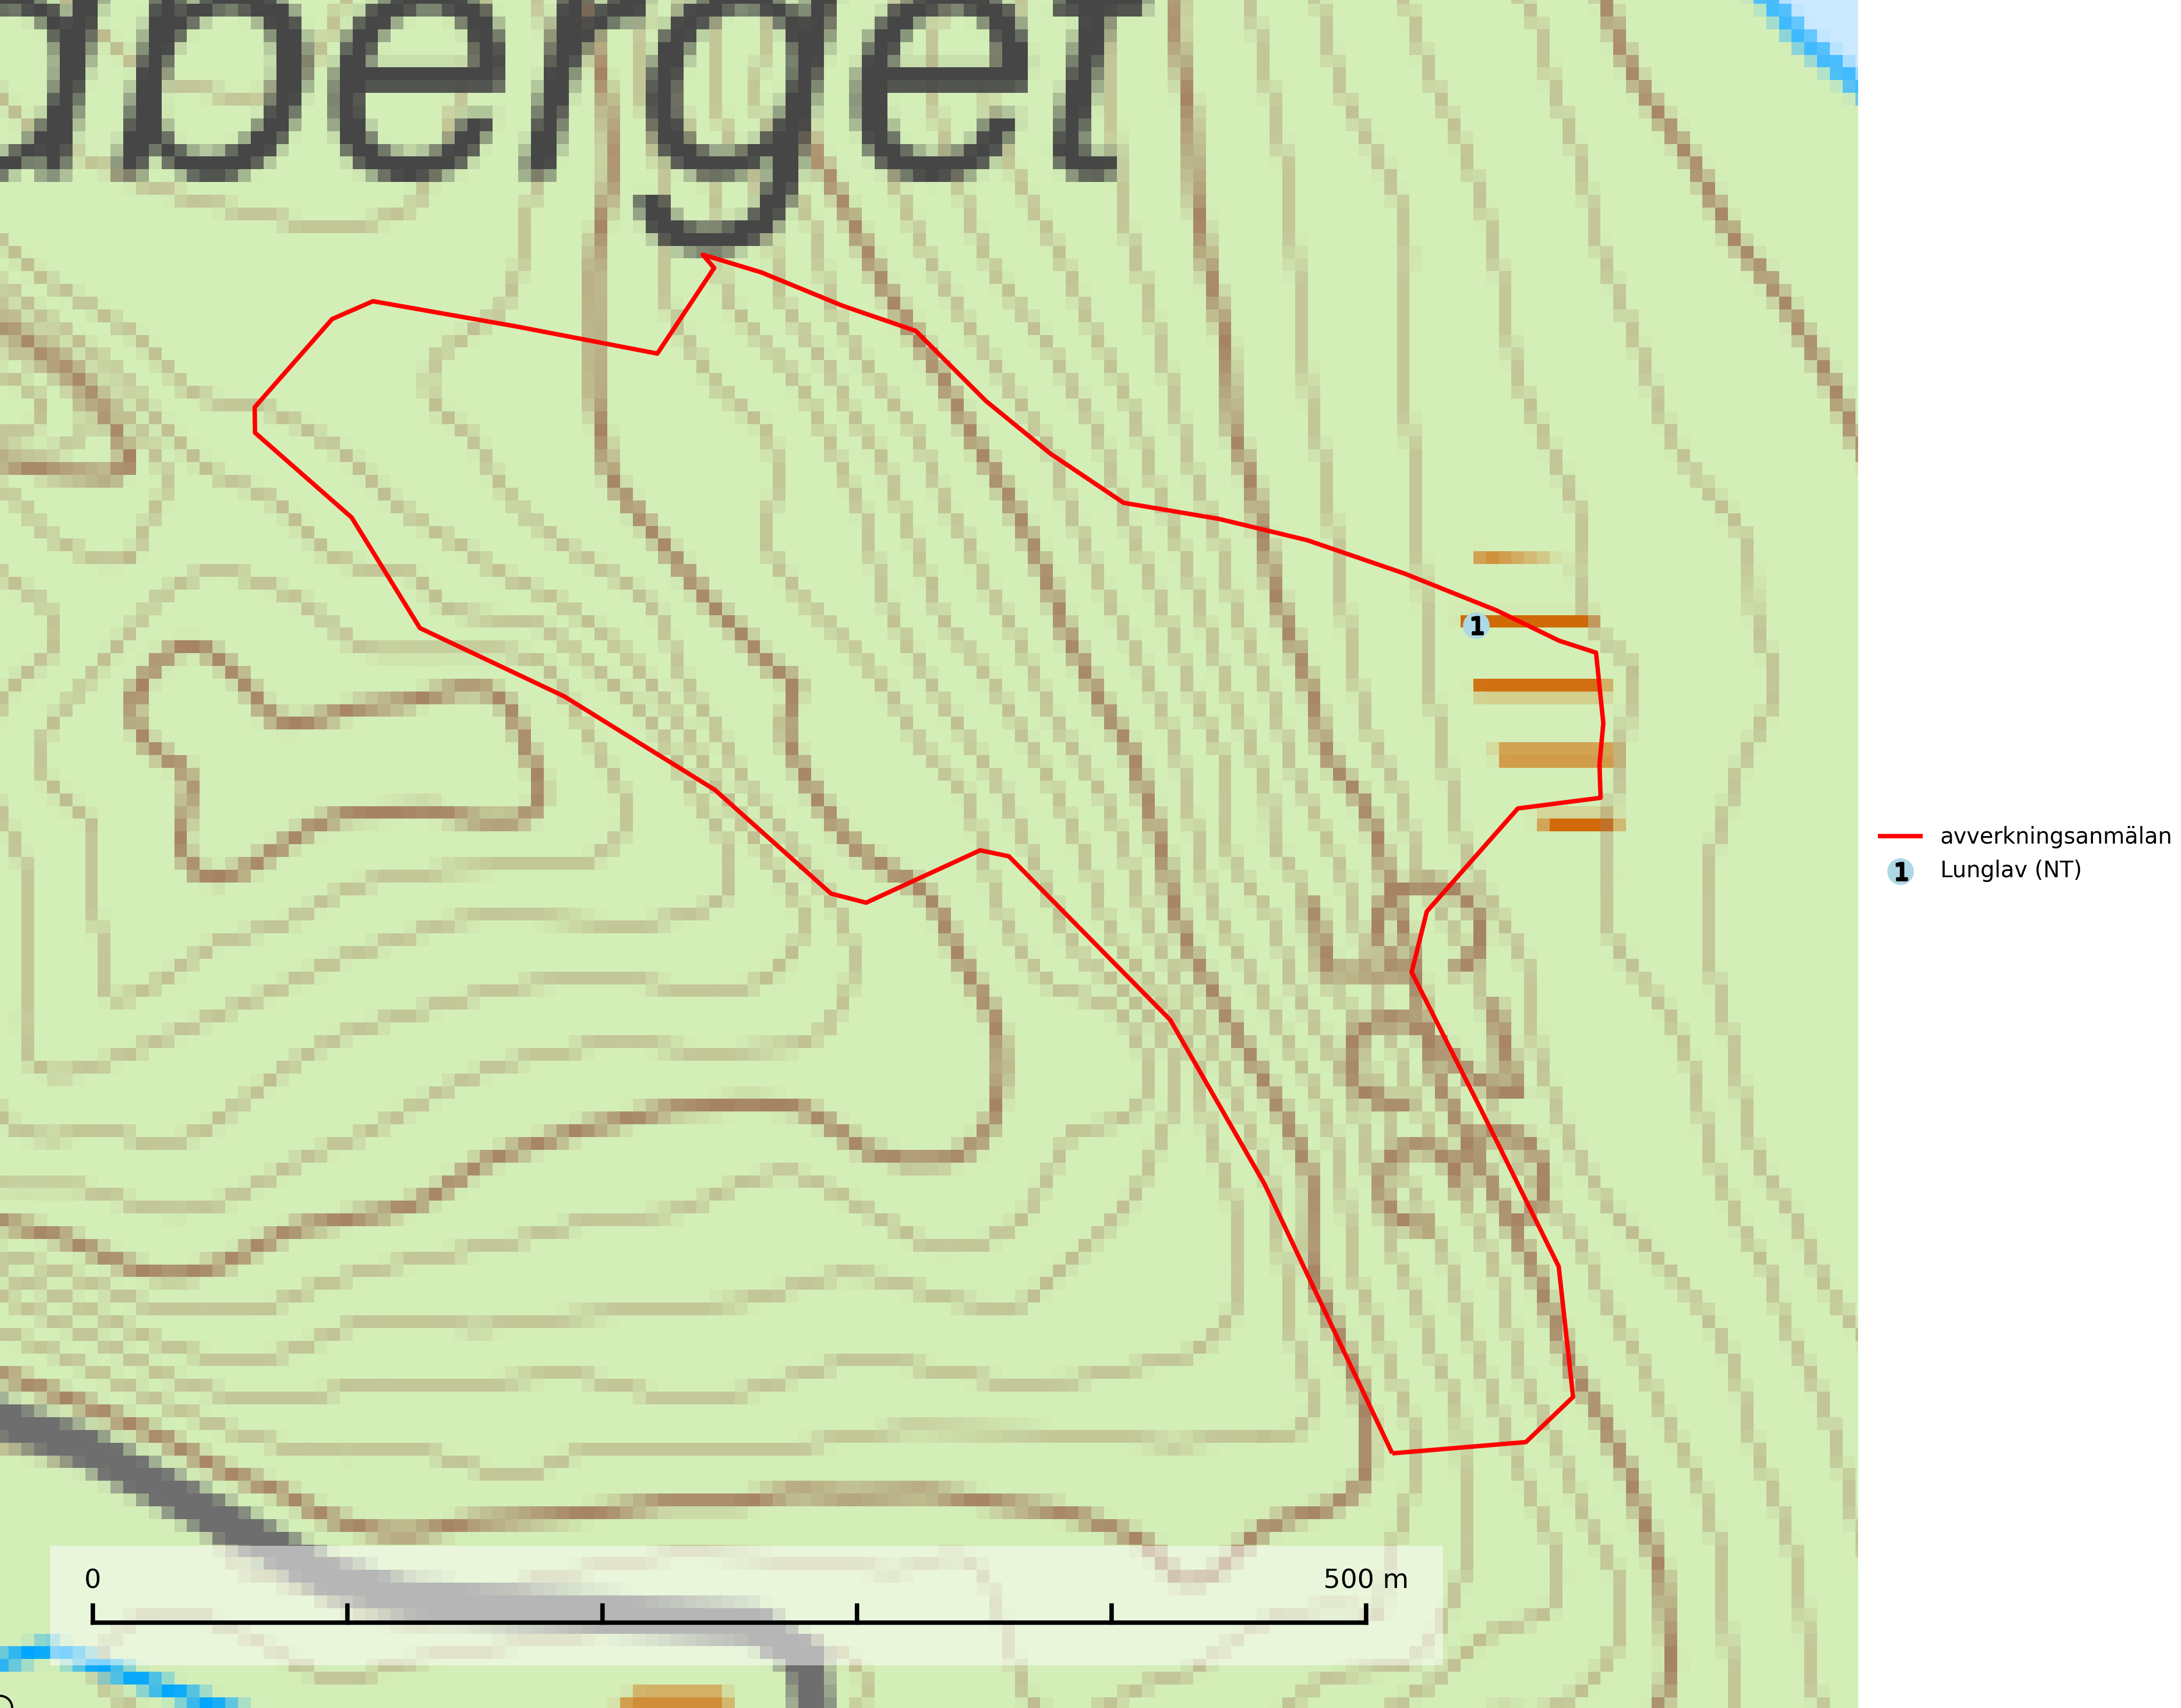 berget
1
0 500 m
avverkningsanmälan
1 Lunglav (NT)